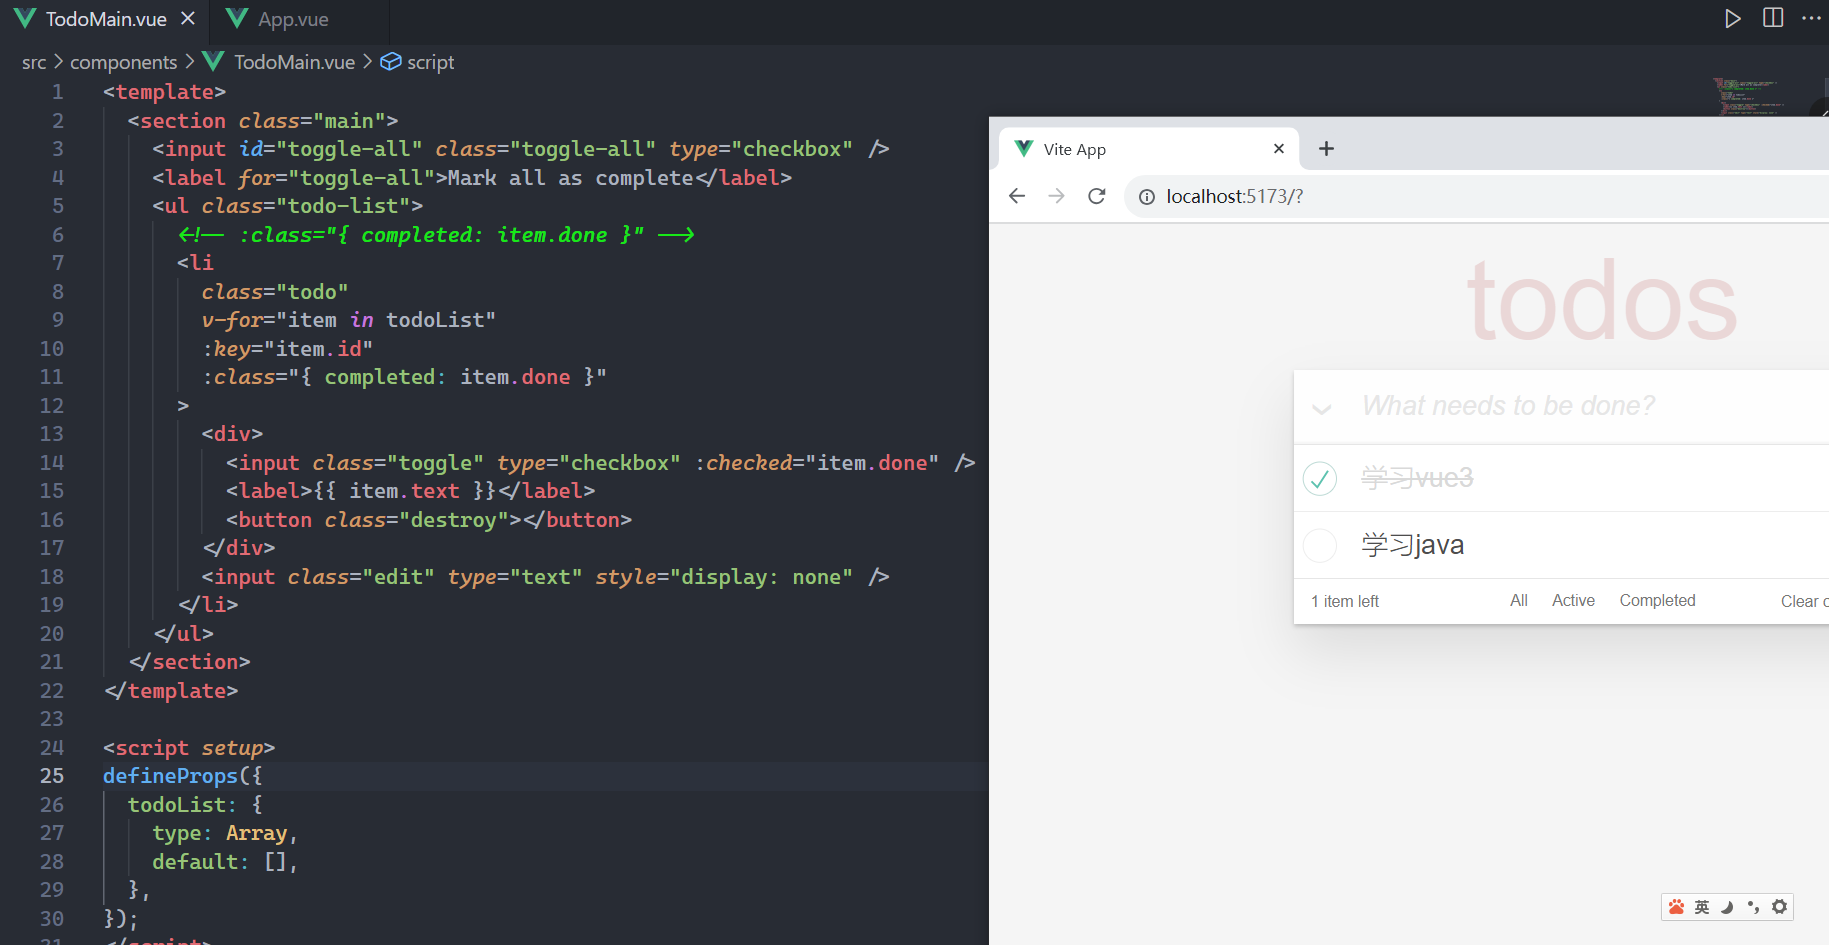 TodoMain.vue
App.vue
src > components > TodoMain.vue > script
1 <template>
2 <section class="main">
3 <input id="toggle-all" class="toggle-all" type="checkbox" />
4 <label for="toggle-all">Mark all as complete</label>
5 <ul class="todo-list">
6 <!-- :class="{ completed: item.done }" -->
7 <li
8 class="todo"
9 v-for="item in todoList"
10 :key="item.id"
11 :class="{ completed: item.done }"
12 >
13 <div>
14 <input class="toggle" type="checkbox" :checked="item.done" />
15 <label>{{ item.text }}</label>
16 <button class="destroy"></button>
17 </div>
18 <input class="edit" type="text" style="display: none" />
19 </li>
20 </ul>
21 </section>
22 </template>
23
24 <script setup>
25 defineProps({
26 todoList: {
27 type: Array,
28 default: [],
29 },
30 });
31 </script>
Vite App
localhost:5173/?
todos
What needs to be done?
学习vue3
学习java
1 item left All Active Completed Clear
英